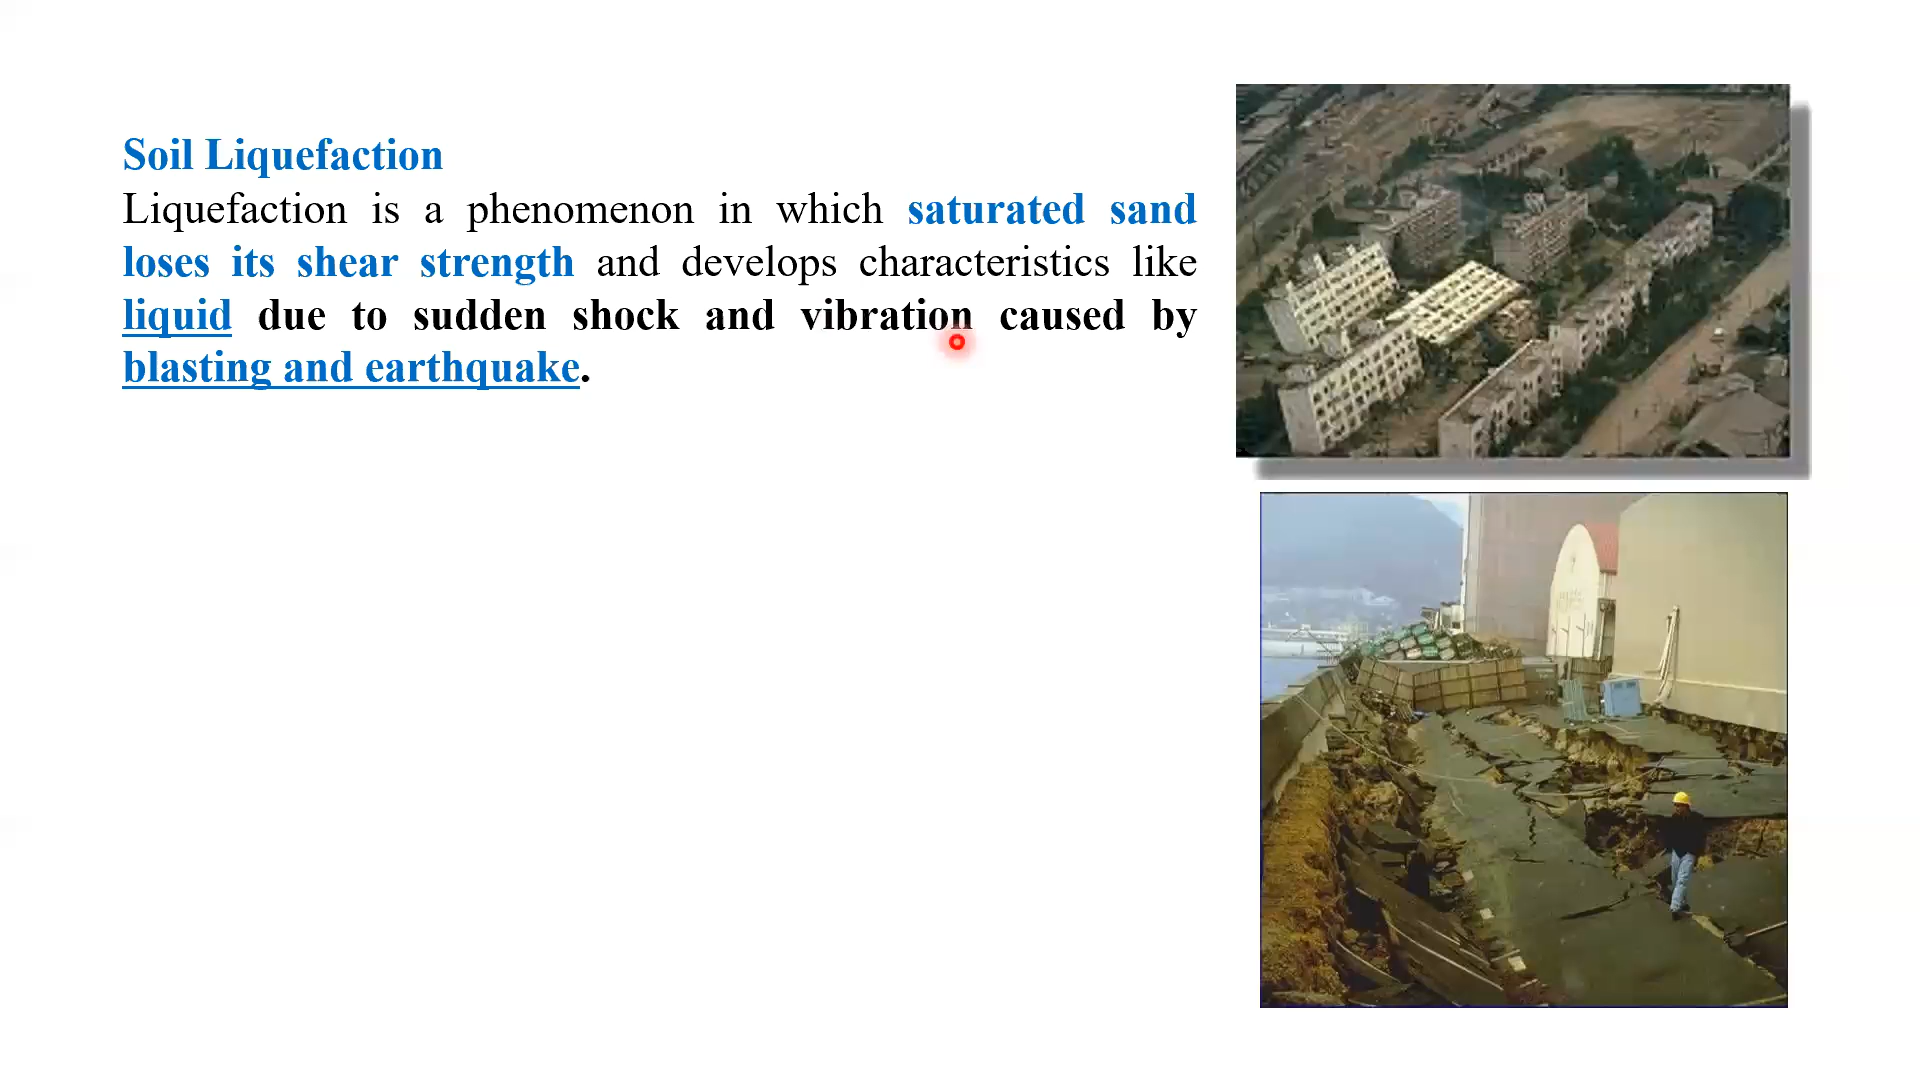 Soil Liquefaction
Liquefaction is a phenomenon in which saturated sand
loses its shear strength and develops characteristics like
liquid due to sudden shock and vibration caused by
blasting and earthquake.